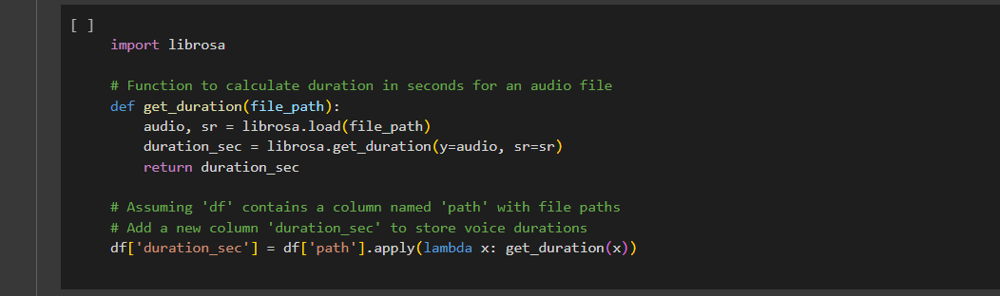 [ ]
import librosa
# Function to calculate duration in seconds for an audio file
def get_duration(file_path):
    audio, sr = librosa.load(file_path)
    duration_sec = librosa.get_duration(y=audio, sr=sr)
    return duration_sec
# Assuming 'df' contains a column named 'path' with file paths
# Add a new column 'duration_sec' to store voice durations
df['duration_sec'] = df['path'].apply(lambda x: get_duration(x))